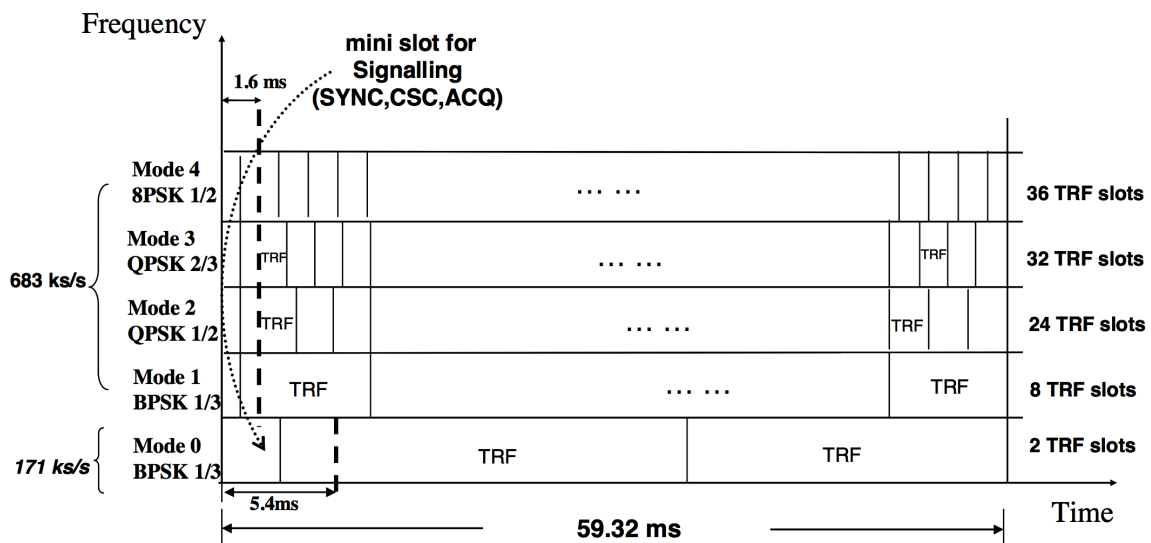 Frequency
mini slot for
Signalling
(SYNC,CSC,ACQ)
1.6 ms
Mode 4
8PSK 1/2
... ...
36 TRF slots
Mode 3
QPSK 2/3
TRF
... ...
TRF
32 TRF slots
683 ks/s
Mode 2
QPSK 1/2
TRF
... ...
TRF
24 TRF slots
Mode 1
BPSK 1/3
TRF
... ...
TRF
8 TRF slots
Mode 0
BPSK 1/3
171 ks/s
TRF
TRF
2 TRF slots
5.4ms
Time
59.32 ms